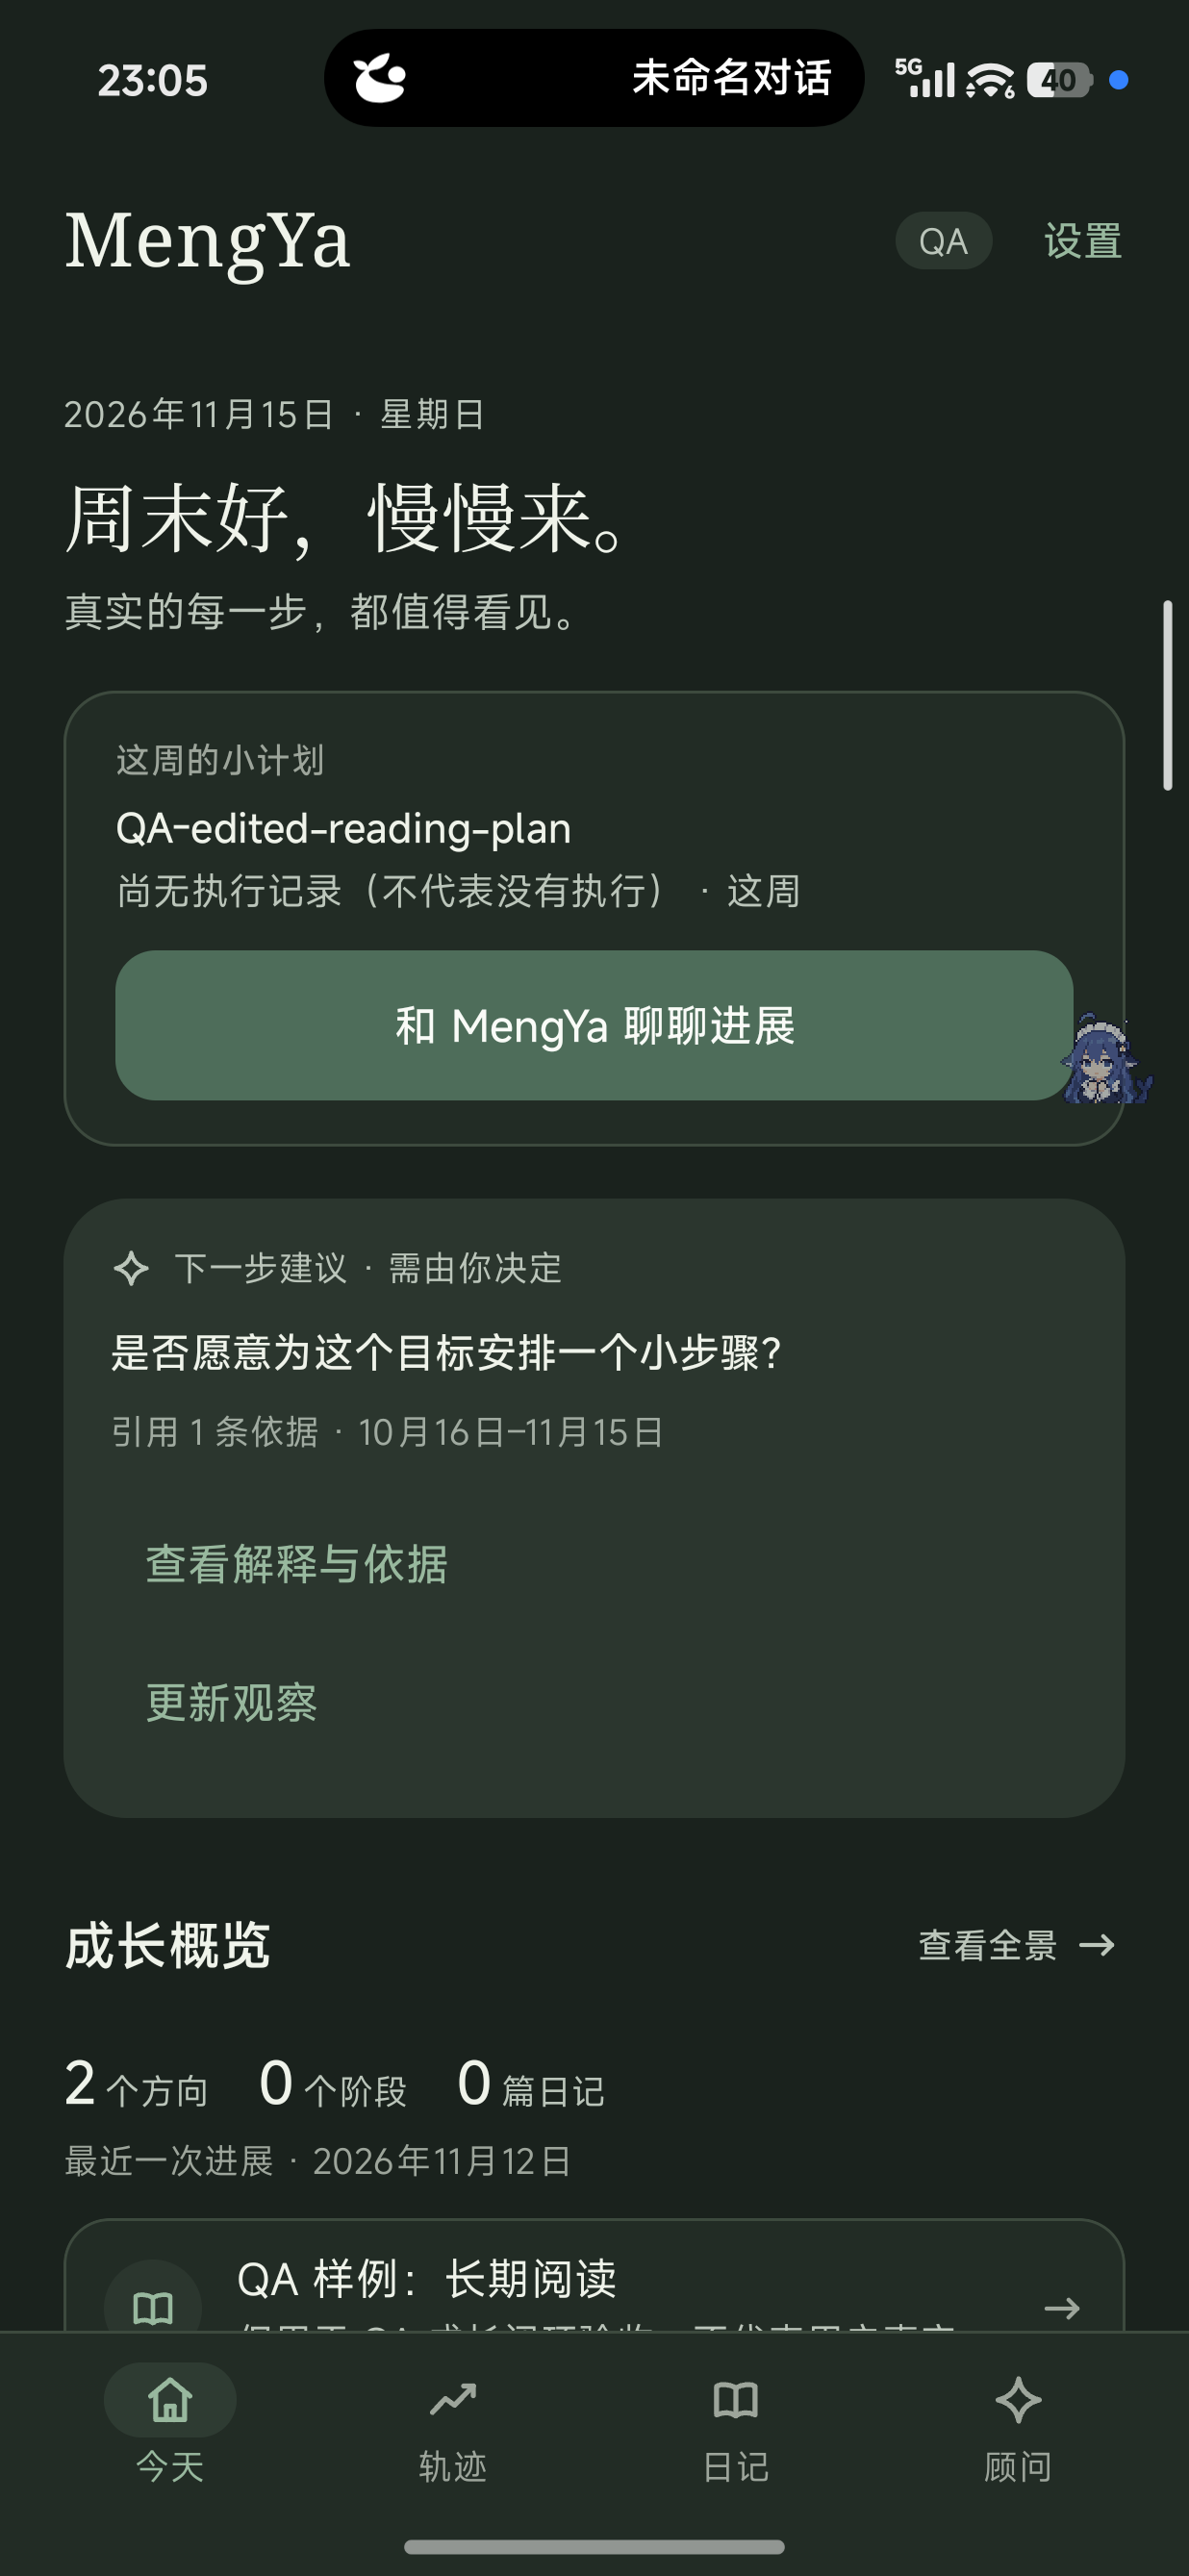 23:05
未命名对话
5G
6
40
MengYa
QA
设置
2026年11月15日 · 星期日
周末好，慢慢来。
真实的每一步，都值得看见。
这周的小计划
QA-edited-reading-plan
尚无执行记录（不代表没有执行） · 这周
和 MengYa 聊聊进展
下一步建议 · 需由你决定
是否愿意为这个目标安排一个小步骤？
引用 1 条依据 · 10月16日–11月15日
查看解释与依据
更新观察
成长概览
查看全景 →
2 个方向 0 个阶段 0 篇日记
最近一次进展 · 2026年11月12日
QA 样例：长期阅读
今天
轨迹
日记
顾问